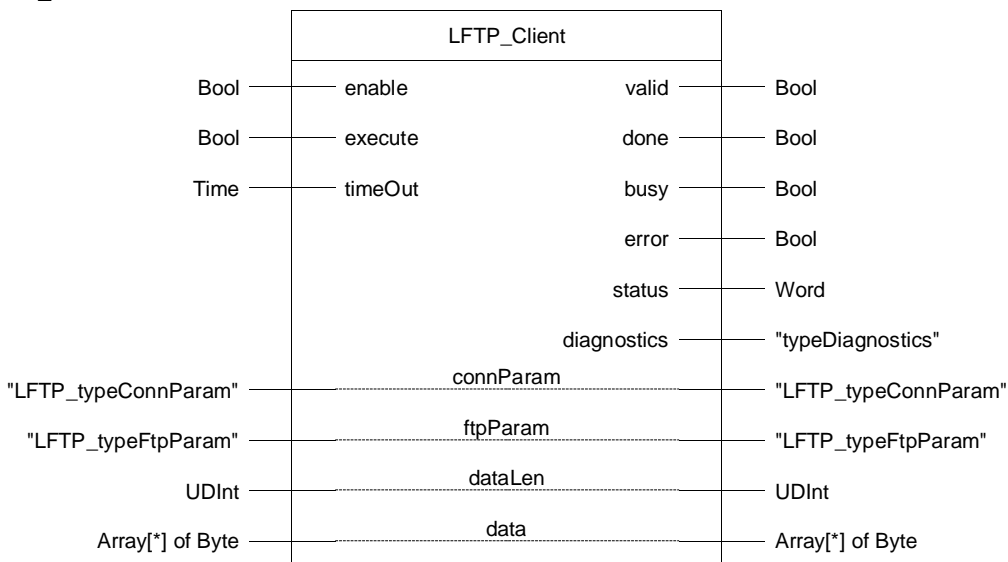 LFTP_Client
Bool enable valid Bool
Bool execute done Bool
Time timeOut busy Bool
error Bool
status Word
diagnostics "typeDiagnostics"
"LFTP_typeConnParam" connParam "LFTP_typeConnParam"
"LFTP_typeFtpParam" ftpParam "LFTP_typeFtpParam"
UDInt dataLen UDInt
Array[*] of Byte data Array[*] of Byte